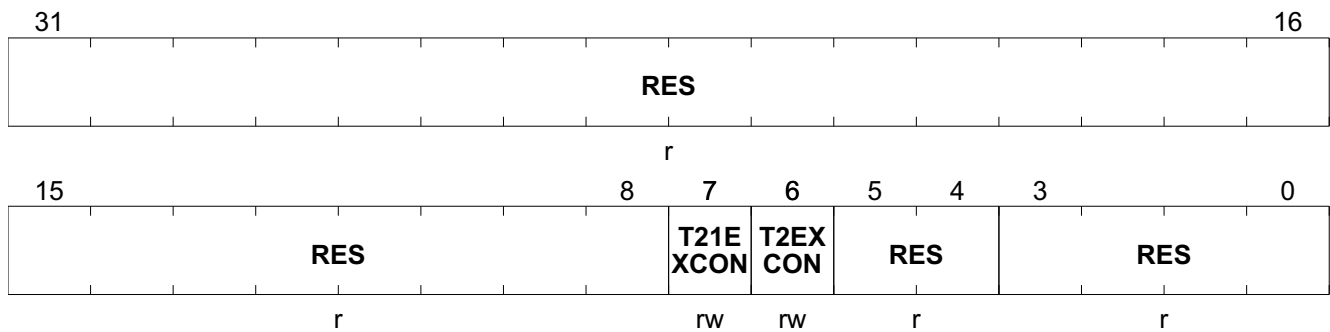 31 16
RES
r
15 8 7 6 5 4 3 0
RES T21E XCON T2EX CON RES RES
r rw rw r r